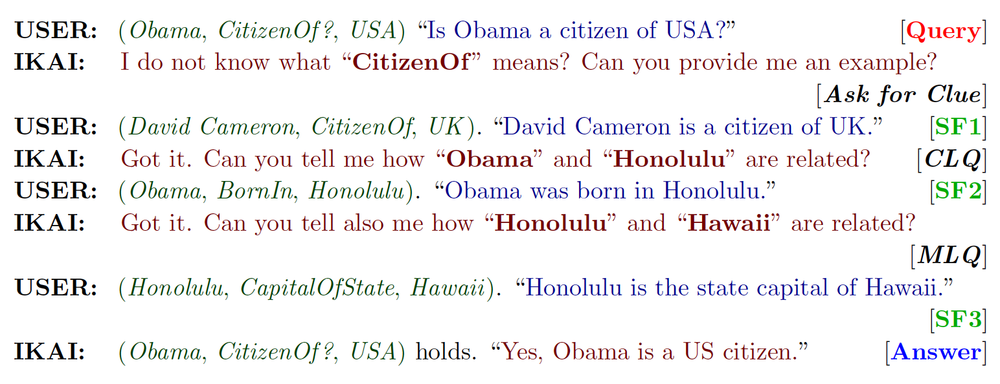 USER: (Obama, CitizenOf?, USA) “Is Obama a citizen of USA?” [Query]
IKAI: I do not know what “CitizenOf” means? Can you provide me an example?
[Ask for Clue]
USER: (David Cameron, CitizenOf, UK). “David Cameron is a citizen of UK.” [SF1]
IKAI: Got it. Can you tell me how “Obama” and “Honolulu” are related? [CLQ]
USER: (Obama, BornIn, Honolulu). “Obama was born in Honolulu.” [SF2]
IKAI: Got it. Can you tell also me how “Honolulu” and “Hawaii” are related?
[MLQ]
USER: (Honolulu, CapitalOfState, Hawaii). “Honolulu is the state capital of Hawaii.”
[SF3]
IKAI: (Obama, CitizenOf?, USA) holds. “Yes, Obama is a US citizen.” [Answer]